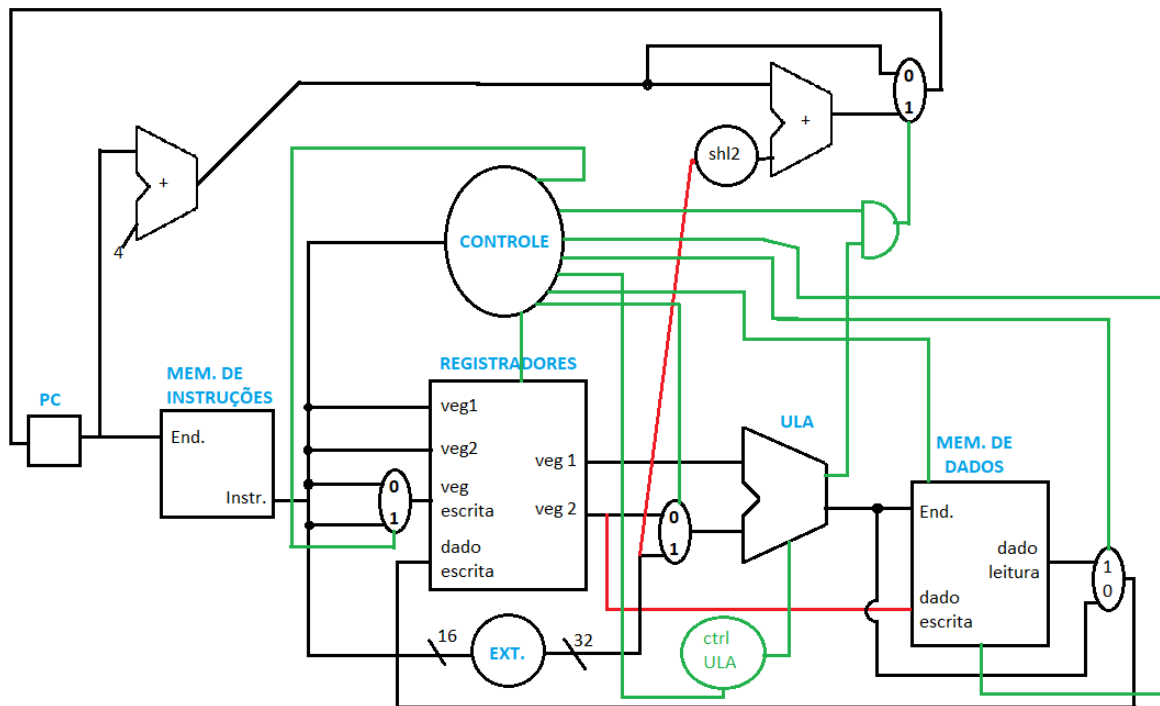 0
1
+
shl2
+
4
CONTROLE
PC
MEM. DE
INSTRUÇÕES
End.
Instr.
REGISTRADORES
veg1
veg2
veg
escrita
dado
escrita
veg 1
veg 2
0
1
0
1
ULA
MEM. DE
DADOS
End.
dado
leitura
dado
escrita
1
0
16
EXT.
32
ctrl
ULA